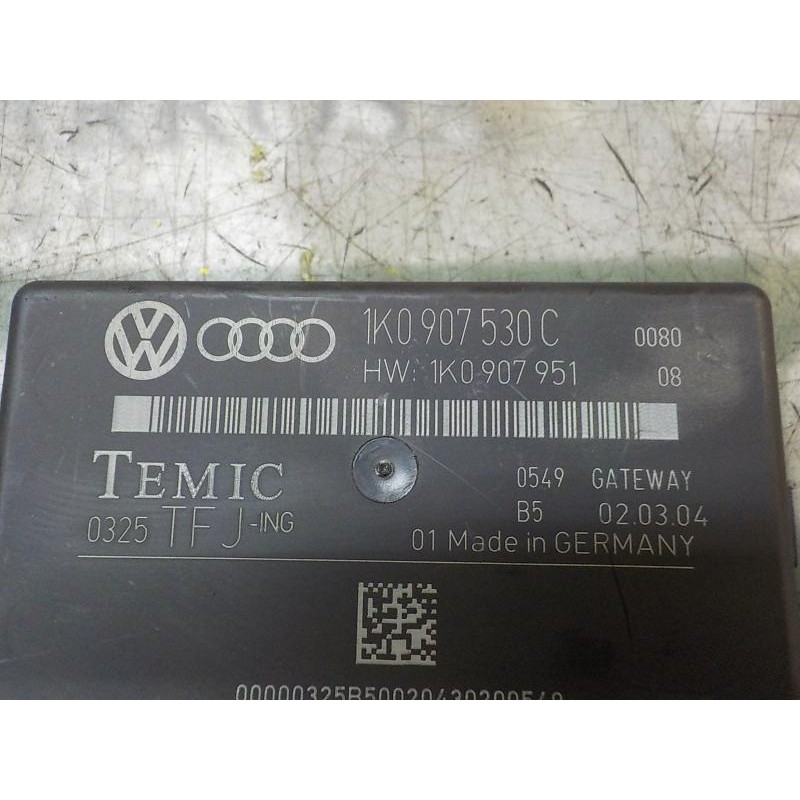 1K0 907 530 C 0080
HW: 1K0 907 951 08
TEMIC
0549 GATEWAY
0325 TFJ-ING
B5 02.03.04
01 Made in GERMANY
00000325B50020430200549